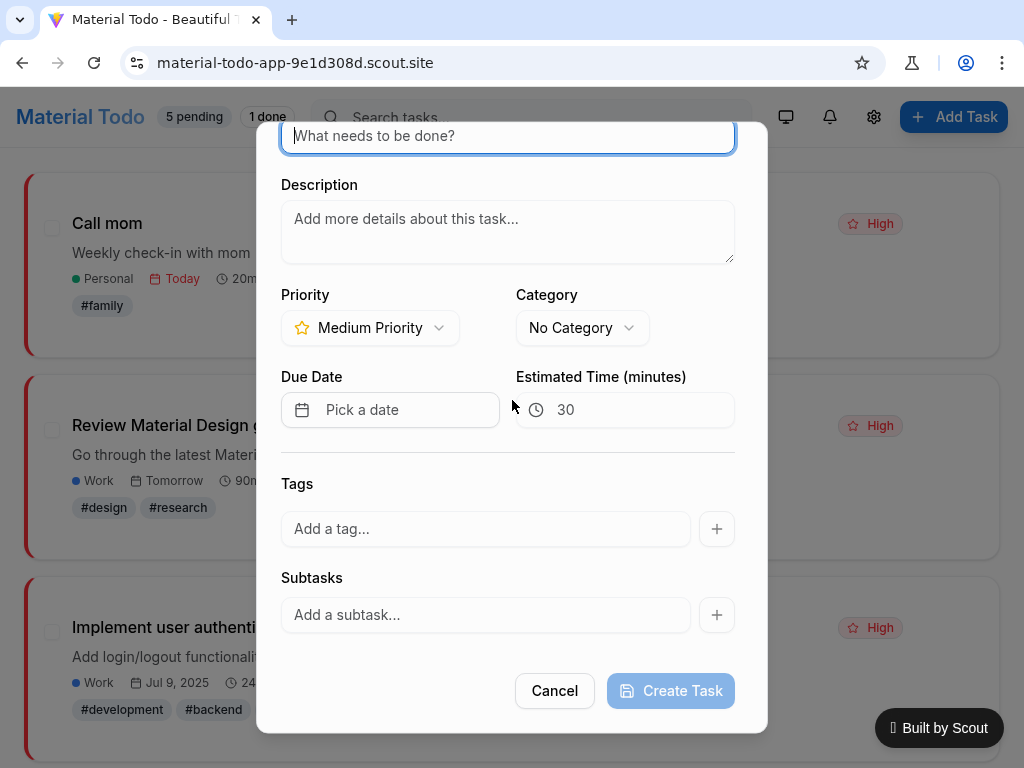 Material Todo - Beautiful T
material-todo-app-9e1d308d.scout.site
Material Todo
5 pending
1 done
Search tasks...
Add Task
What needs to be done?
Description
Add more details about this task...
Priority
Category
Medium Priority
No Category
Due Date
Estimated Time (minutes)
Pick a date
30
Tags
Add a tag...
Subtasks
Add a subtask...
Cancel
Create Task
Call mom
High
Weekly check-in with mom
Personal
Today
20m
#family
Review Material Design g
High
Go through the latest Materi
Work
Tomorrow
90m
#design
#research
Implement user authenti
High
Add login/logout functionalit
Work
Jul 9, 2025
24
#development
#backend
Built by Scout